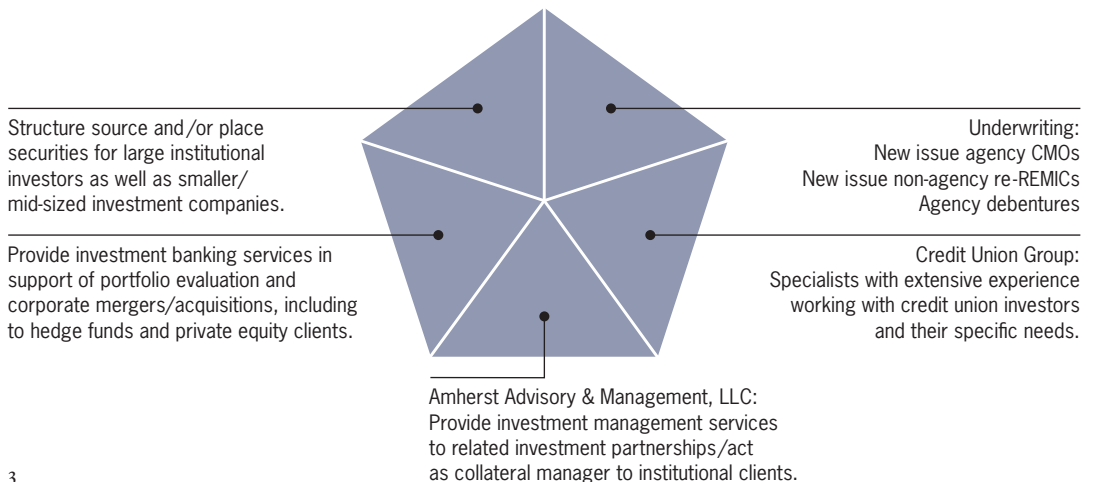 Structure source and/or place
securities for large institutional
investors as well as smaller/
mid-sized investment companies.
Provide investment banking services in
support of portfolio evaluation and
corporate mergers/acquisitions, including
to hedge funds and private equity clients.
Underwriting:
New issue agency CMOs
New issue non-agency re-REMICs
Agency debentures
Credit Union Group:
Specialists with extensive experience
working with credit union investors
and their specific needs.
Amherst Advisory & Management, LLC:
Provide investment management services
to related investment partnerships/act
as collateral manager to institutional clients.
3